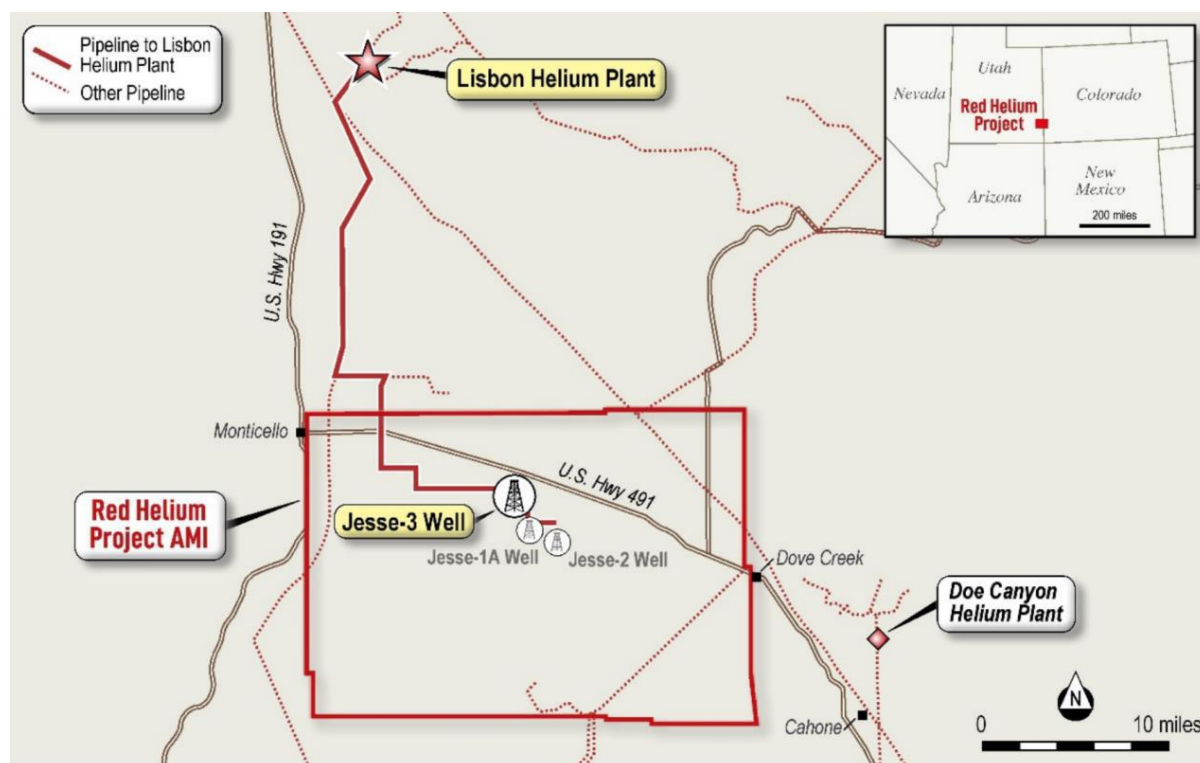 Pipeline to Lisbon
Helium Plant
Other Pipeline
Lisbon Helium Plant
Nevada
Utah
Colorado
Red Helium
Project
Arizona
New
Mexico
200 miles
U.S. Hwy 191
Monticello
U.S. Hwy 491
Red Helium
Project AMI
Jesse-3 Well
Jesse-1A Well
Jesse-2 Well
Dove Creek
Doe Canyon
Helium Plant
Cahone
N
0 10 miles